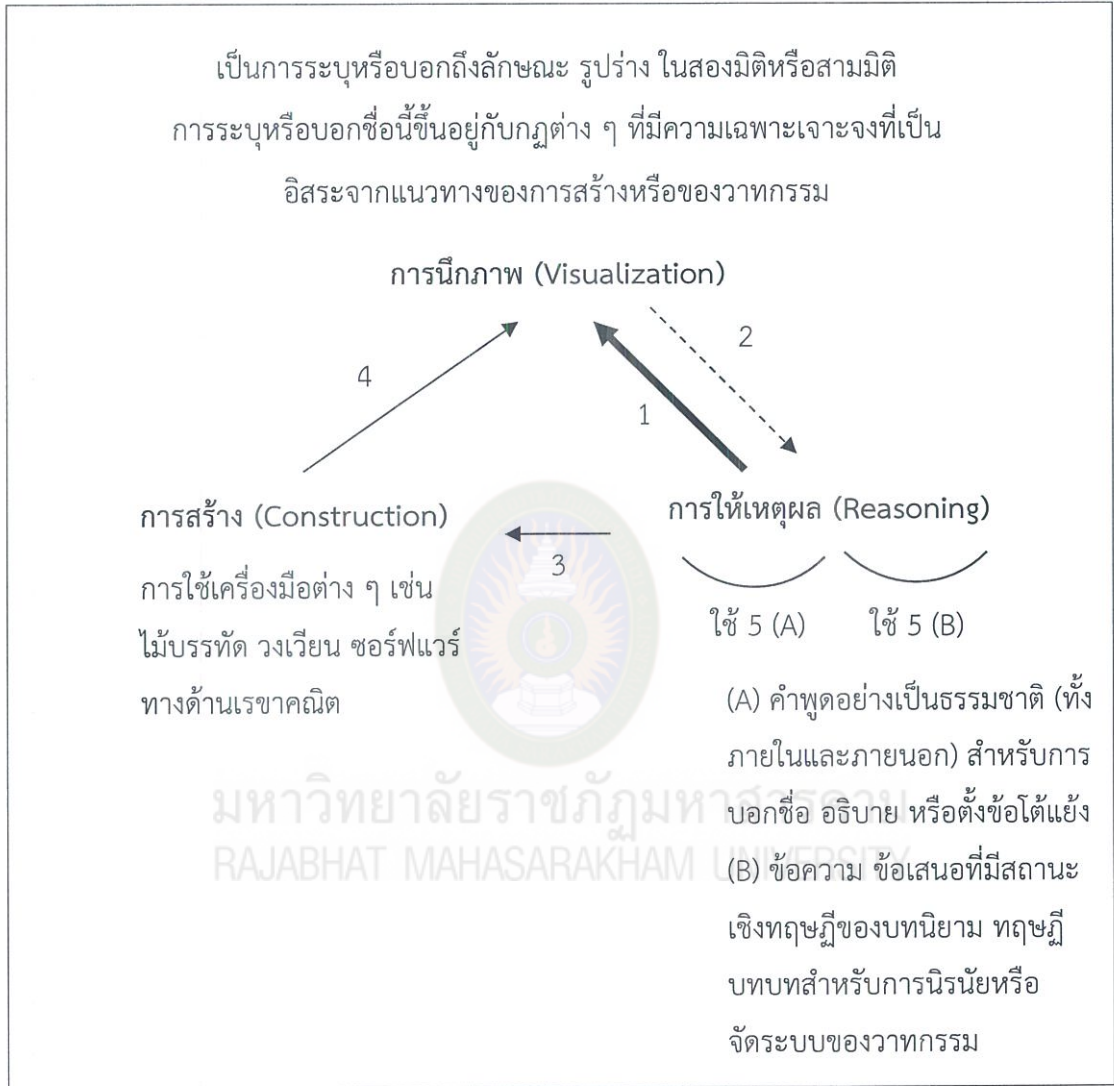 เป็นการระบุหรือบอกถึงลักษณะ รูปร่าง ในสองมิติหรือสามมิติ
การระบุหรือบอกชื่อนี้ขึ้นอยู่กับกฏต่าง ๆ ที่มีความเฉพาะเจาะจงที่เป็น
อิสระจากแนวทางของการสร้างหรือของวาทกรรม
การนึกภาพ (Visualization)
2
4
1
การสร้าง (Construction)
การให้เหตุผล (Reasoning)
3
การใช้เครื่องมือต่าง ๆ เช่น
ไม้บรรทัด วงเวียน ซอร์ฟแวร์
ทางด้านเรขาคณิต
ใช้ 5 (A) ใช้ 5 (B)
(A) คำพูดอย่างเป็นธรรมชาติ (ทั้ง
ภายในและภายนอก) สำหรับการ
บอกชื่อ อธิบาย หรือตั้งข้อโต้แย้ง
(B) ข้อความ ข้อเสนอที่มีสถานะ
เชิงทฤษฎีของบทนิยาม ทฤษฎี
บทบทสำหรับการนิรนัยหรือ
จัดระบบของวาทกรรม
มหาวิทยาลัยราชภัฏมหาสารคาม
RAJABHAT MAHASARAKHAM UNIVERSITY